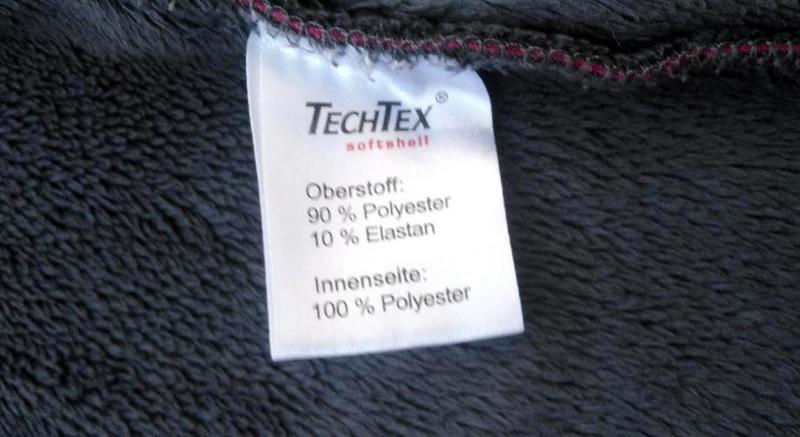 TECHTEX®
softshell
Oberstoff:
90 % Polyester
10 % Elastan
Innenseite:
100 % Polyester